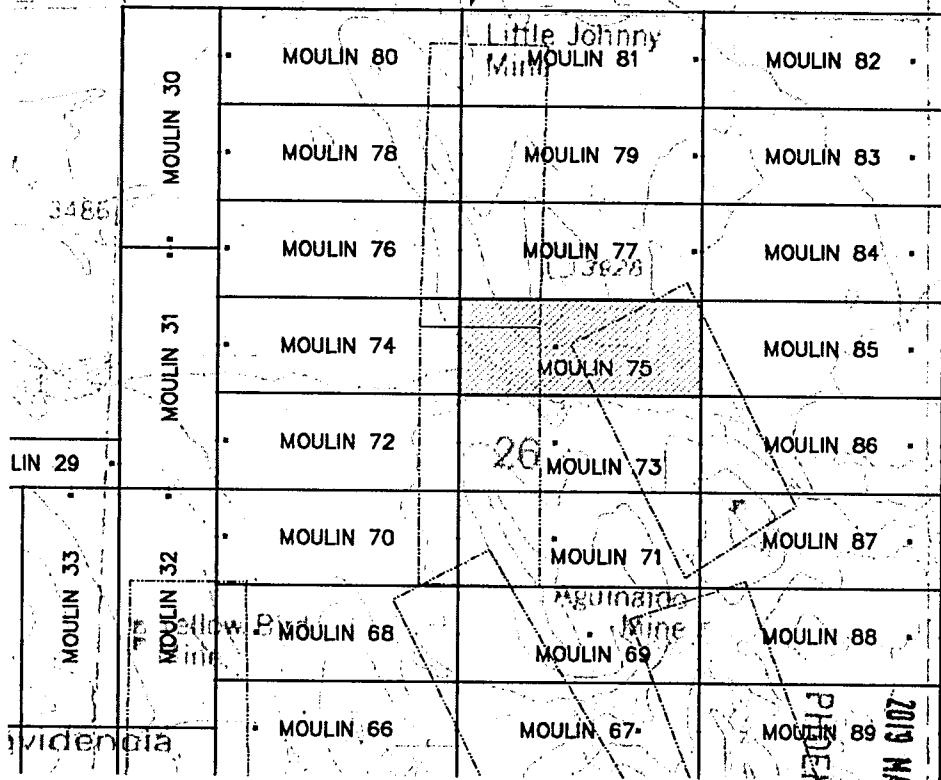 Little Johnny
MOULIN 80
MOULIN 81
MOULIN 82
MOULIN 30
MOULIN 78
MOULIN 79
MOULIN 83
3486
MOULIN 76
MOULIN 77
MOULIN 84
3928
MOULIN 31
MOULIN 74
MOULIN 75
MOULIN 85
LIN 29
MOULIN 72
26
MOULIN 73
MOULIN 86
MOULIN 70
MOULIN 71
MOULIN 87
MOULIN 33
MOULIN 32
Aguinaldo
Mine
MOULIN 68
MOULIN 69
MOULIN 88
videncia
MOULIN 66
MOULIN 67
MOULIN 89
2019